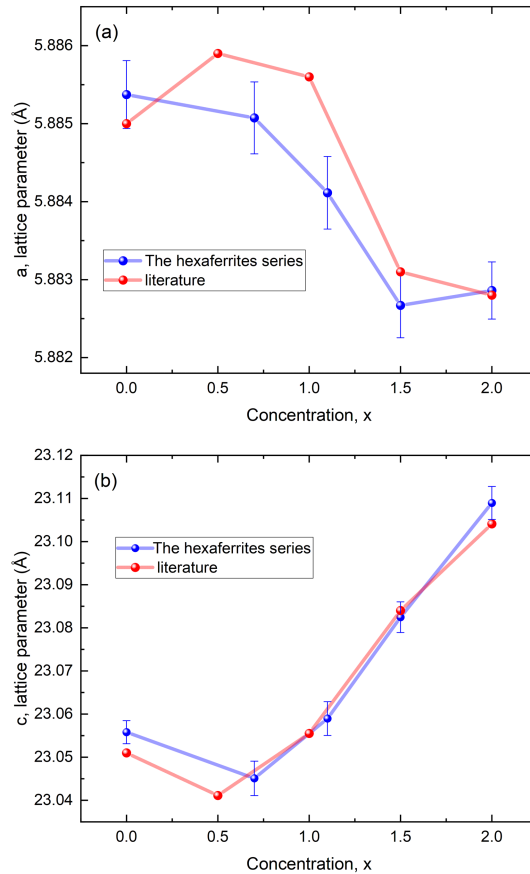 (a)
5.886
5.885
5.884
5.883
5.882
a, lattice parameter (Å)
The hexaferrites series
literature
0.0 0.5 1.0 1.5 2.0
Concentration, x
(b)
23.12
23.11
23.10
23.09
23.08
23.07
23.06
23.05
23.04
c, lattice parameter (Å)
The hexaferrites series
literature
0.0 0.5 1.0 1.5 2.0
Concentration, x